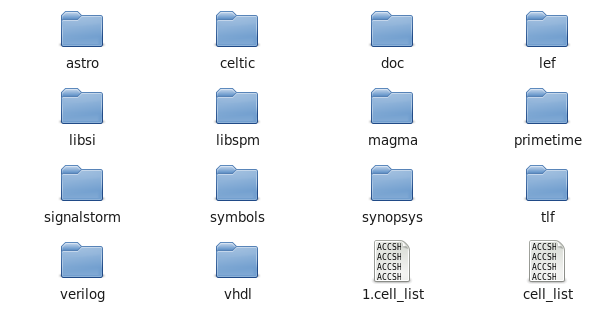 astro celtic doc lef
libsi libspm magma primetime
signalstorm symbols synopsys tlf
ACCSH ACCSH
ACCSH ACCSH
ACCSH ACCSH
ACCSH ACCSH
verilog vhdl 1.cell_list cell_list